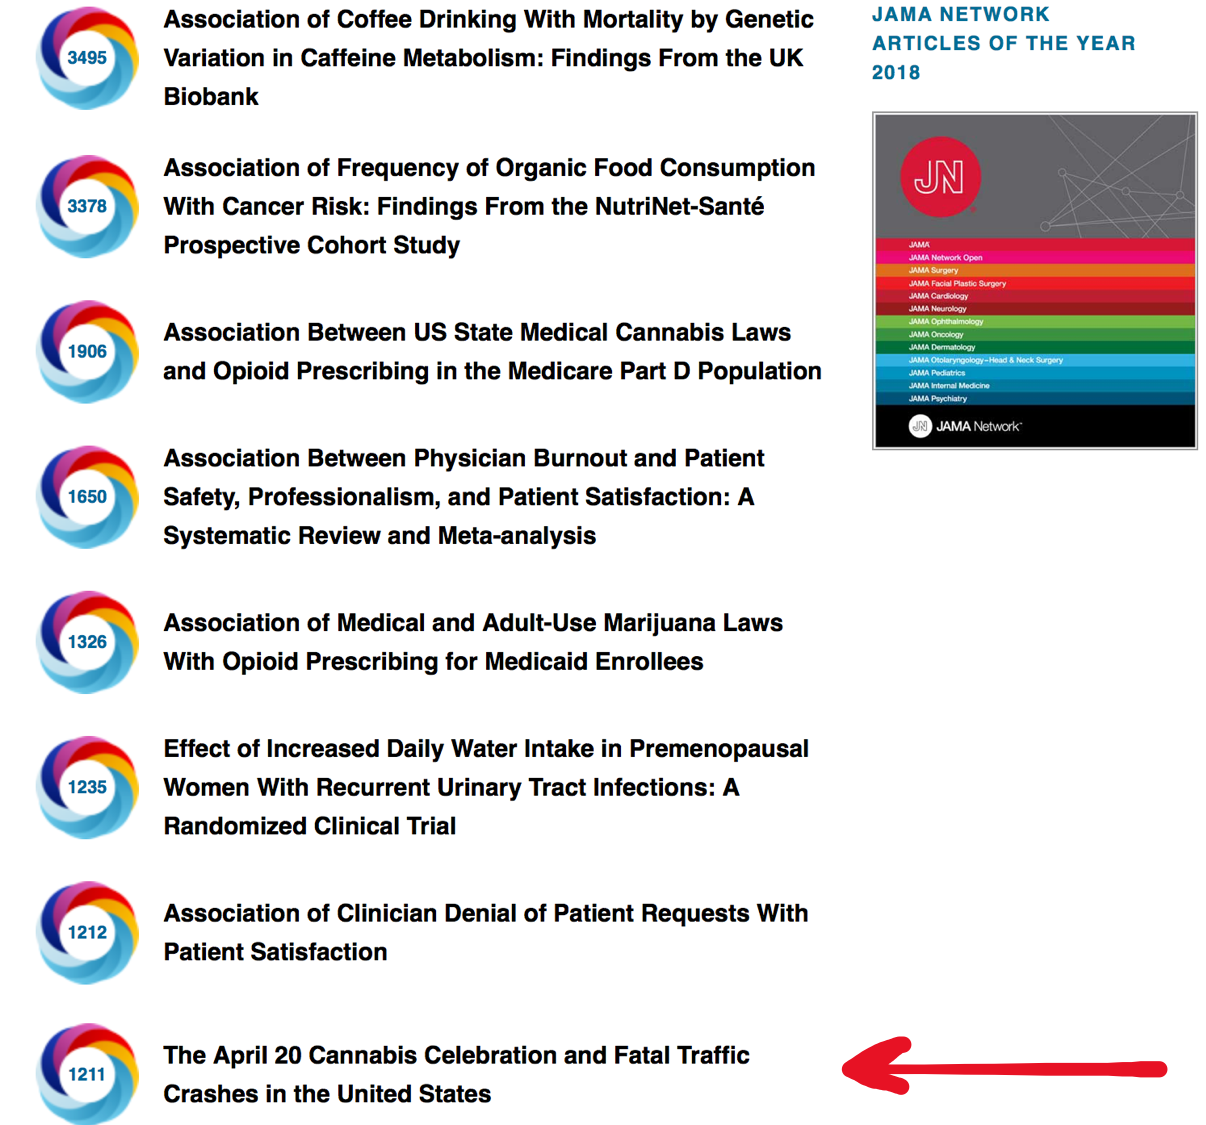 3495
Association of Coffee Drinking With Mortality by Genetic
Variation in Caffeine Metabolism: Findings From the UK
Biobank
3378
Association of Frequency of Organic Food Consumption
With Cancer Risk: Findings From the NutriNet-Santé
Prospective Cohort Study
1906
Association Between US State Medical Cannabis Laws
and Opioid Prescribing in the Medicare Part D Population
1650
Association Between Physician Burnout and Patient
Safety, Professionalism, and Patient Satisfaction: A
Systematic Review and Meta-analysis
1326
Association of Medical and Adult-Use Marijuana Laws
With Opioid Prescribing for Medicaid Enrollees
1235
Effect of Increased Daily Water Intake in Premenopausal
Women With Recurrent Urinary Tract Infections: A
Randomized Clinical Trial
1212
Association of Clinician Denial of Patient Requests With
Patient Satisfaction
1211
The April 20 Cannabis Celebration and Fatal Traffic
Crashes in the United States
JAMA NETWORK
ARTICLES OF THE YEAR
2018
JN
JAMA
JAMA Network Open
JAMA Surgery
JAMA Facial Plastic Surgery
JAMA Cardiology
JAMA Neurology
JAMA Ophthalmology
JAMA Oncology
JAMA Dermatology
JAMA Otolaryngology–Head & Neck Surgery
JAMA Pediatrics
JAMA Internal Medicine
JAMA Psychiatry
JN JAMA Network™